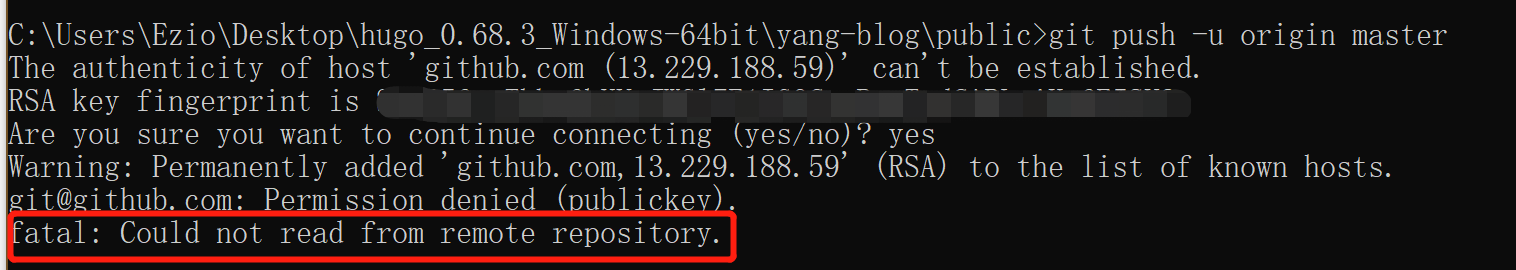 C:\Users\Ezio\Desktop\hugo_0.68.3_Windows-64bit\yang-blog\public>git push -u origin master
The authenticity of host 'github.com (13.229.188.59)' can't be established.
RSA key fingerprint is
Are you sure you want to continue connecting (yes/no)? yes
Warning: Permanently added 'github.com,13.229.188.59' (RSA) to the list of known hosts.
git@github.com: Permission denied (publickey).
fatal: Could not read from remote repository.